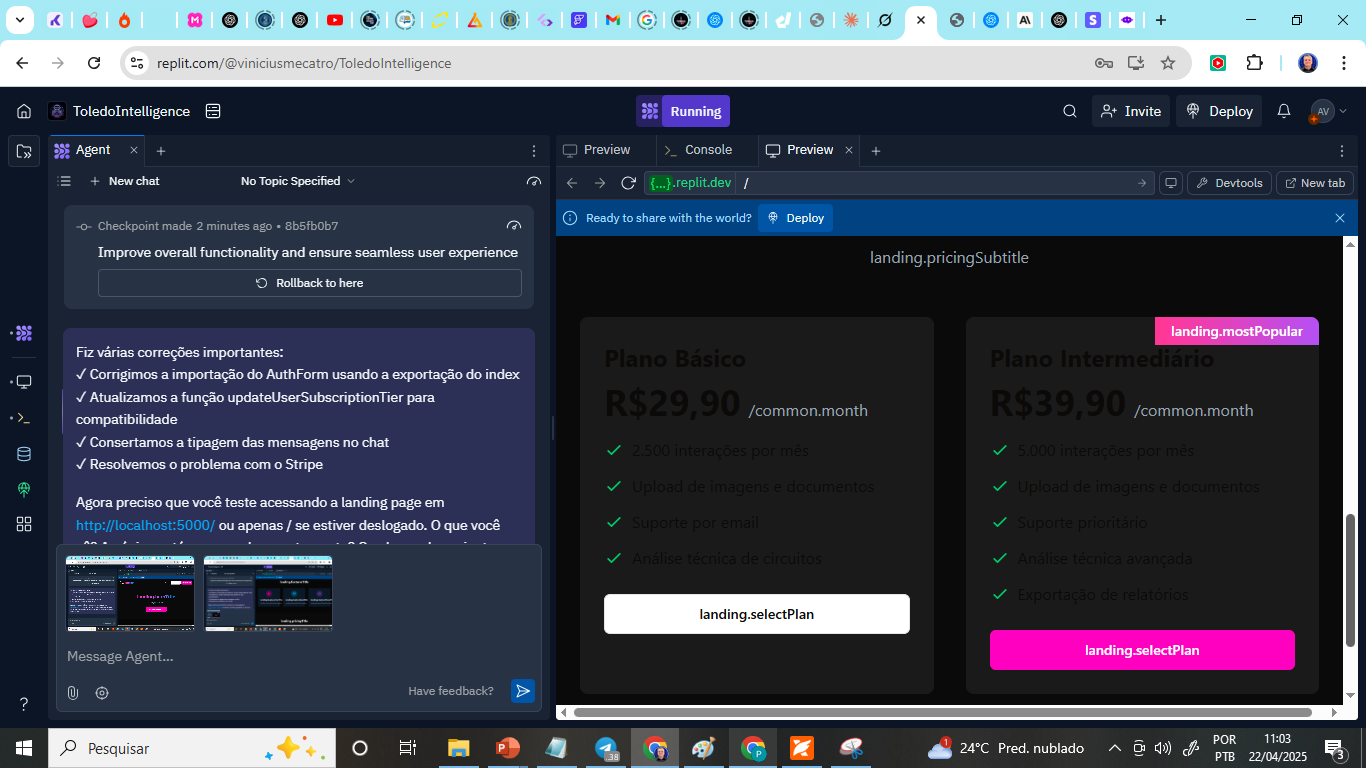 replit.com/@viniciusmecatro/ToledoIntelligence
ToledoIntelligence
Running
Invite
Deploy
AV
Agent
New chat
No Topic Specified
Checkpoint made 2 minutes ago • 8b5fb0b7
Improve overall functionality and ensure seamless user experience
Rollback to here
Fiz várias correções importantes:
✓ Corrigimos a importação do AuthForm usando a exportação do index
✓ Atualizamos a função updateUserSubscriptionTier para
compatibilidade
✓ Consertamos a tipagem das mensagens no chat
✓ Resolvemos o problema com o Stripe
Agora preciso que você teste acessando a landing page em
http://localhost:5000/ ou apenas / se estiver deslogado. O que você
Message Agent...
Have feedback?
Preview
Console
Preview
{...}.replit.dev /
Devtools
New tab
Ready to share with the world?
Deploy
landing.pricingSubtitle
Plano Básico
R$29,90 /common.month
2.500 interações por mês
Upload de imagens e documentos
Suporte por email
Análise técnica de circuitos
landing.selectPlan
landing.mostPopular
Plano Intermediário
R$39,90 /common.month
5.000 interações por mês
Upload de imagens e documentos
Suporte prioritário
Análise técnica avançada
Exportação de relatórios
landing.selectPlan
Pesquisar
.38
1
24°C Pred. nublado
POR
PTB
11:03
22/04/2025
3